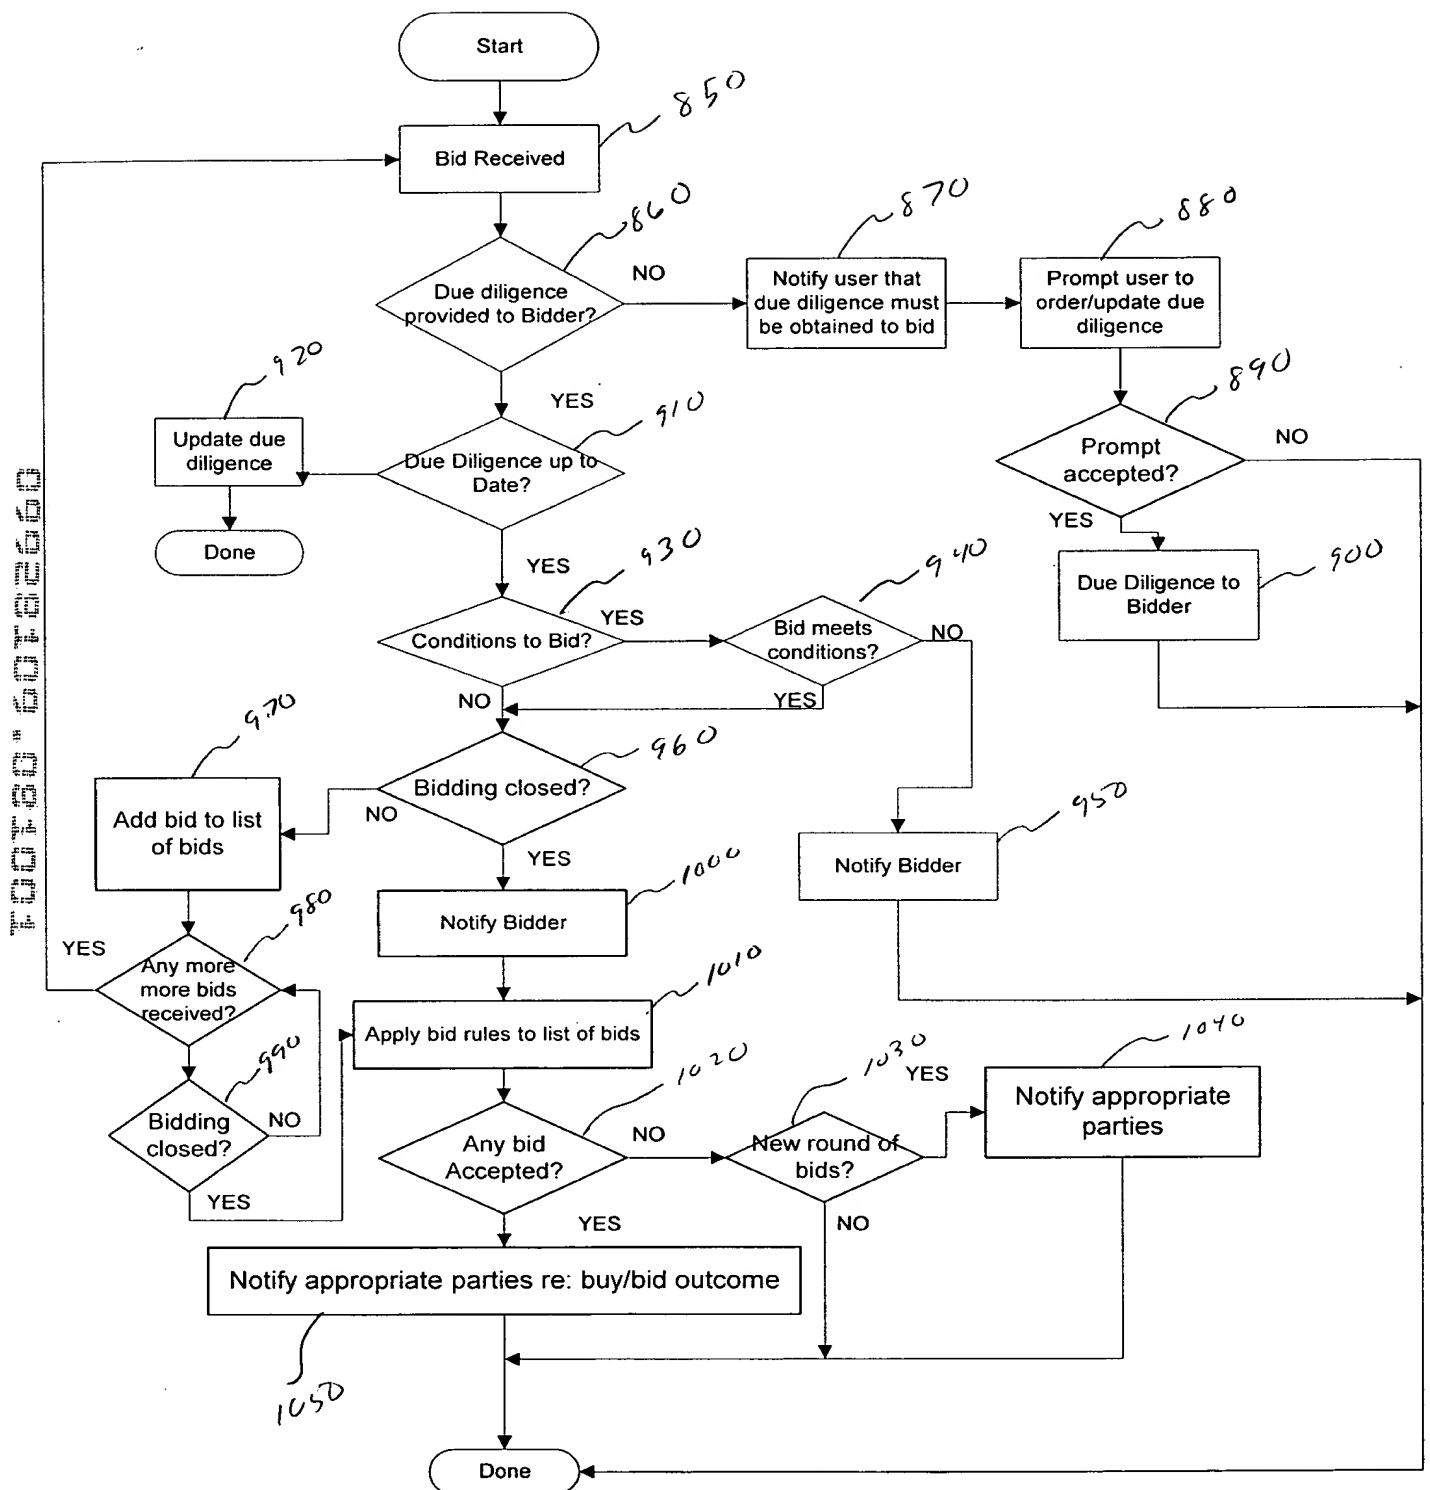 Start
850
Bid Received
860
870
880
Due diligence
provided to Bidder?
NO
Notify user that
due diligence must
be obtained to bid
Prompt user to
order/update due
diligence
920
YES
910
890
Update due
diligence
Due Diligence up to
Date?
Prompt
accepted?
NO
Done
YES
930
940
YES
900
Due Diligence to
Bidder
Conditions to Bid?
YES
Bid meets
conditions?
NO
NO
YES
970
960
950
Add bid to list
of bids
Bidding closed?
NO
YES
1000
Notify Bidder
Notify Bidder
980
YES
Any more
more bids
received?
1010
Apply bid rules to list of bids
990
1020
1030
YES
1040
Notify appropriate
parties
Bidding
closed?
NO
Any bid
Accepted?
NO
New round of
bids?
YES
YES
NO
Notify appropriate parties re: buy/bid outcome
1050
Done